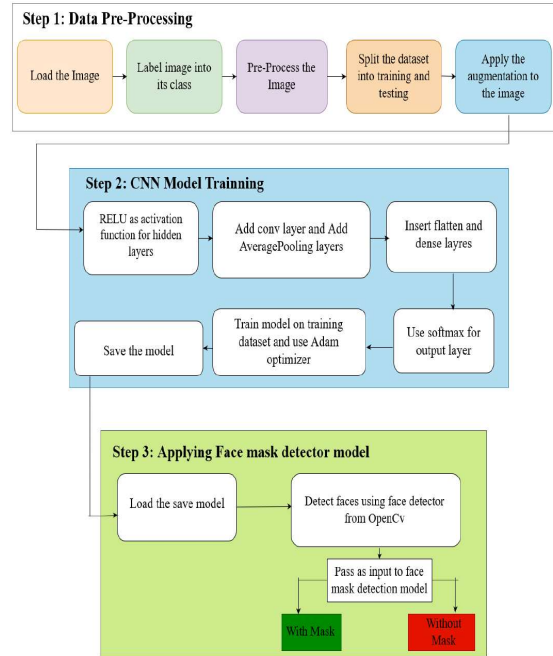 Step 1: Data Pre-Processing
Load the Image
Label image into
its class
Pre-Process the
Image
Split the dataset
into training and
testing
Apply the
augmentation to
the image
Step 2: CNN Model Trainning
RELU as activation
function for hidden
layers
Add conv layer and Add
AveragePooling layers
Insert flatten and
dense layres
Use softmax for
output layer
Train model on training
dataset and use Adam
optimizer
Save the model
Step 3: Applying Face mask detector model
Load the save model
Detect faces using face detector
from OpenCv
Pass as input to face
mask detection model
With Mask
Without
Mask